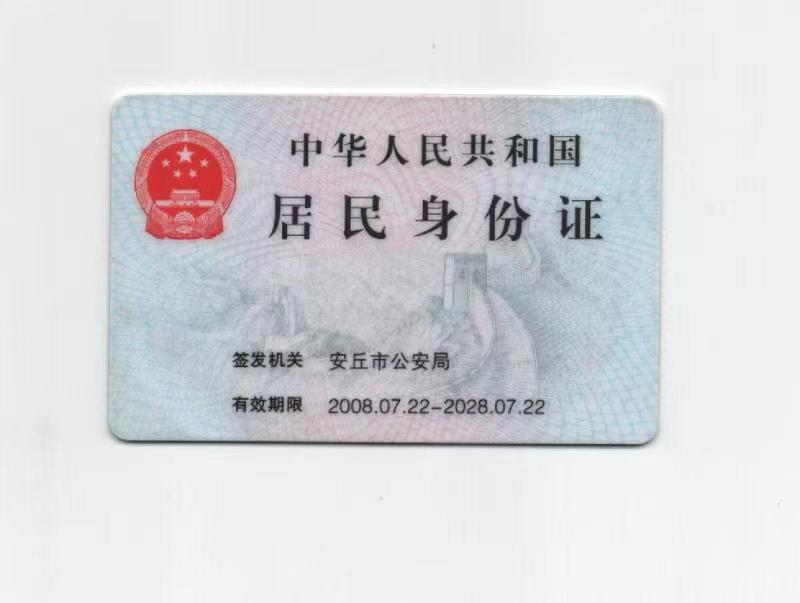 中华人民共和国
居民身份证
签发机关 安丘市公安局
有效期限 2008.07.22-2028.07.22